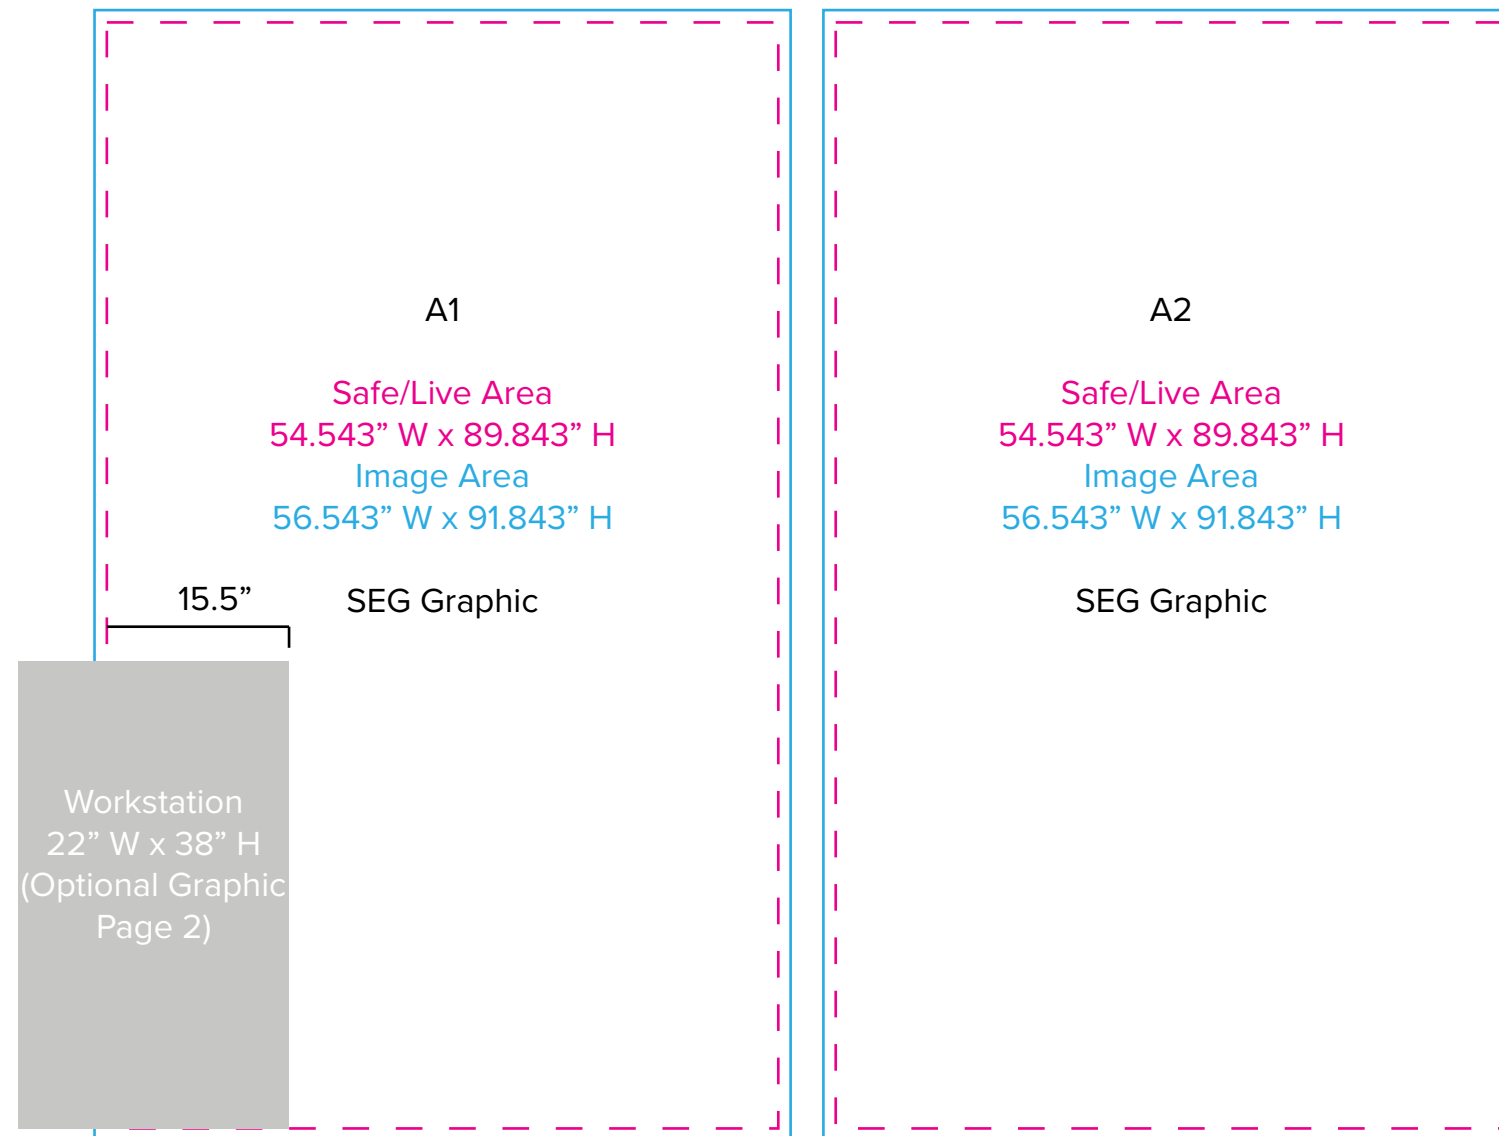 A1
Safe/Live Area
54.543” W x 89.843” H
Image Area
56.543” W x 91.843” H
SEG Graphic
15.5”
Workstation
22” W x 38” H
(Optional Graphic
Page 2)
A2
Safe/Live Area
54.543” W x 89.843” H
Image Area
56.543” W x 91.843” H
SEG Graphic